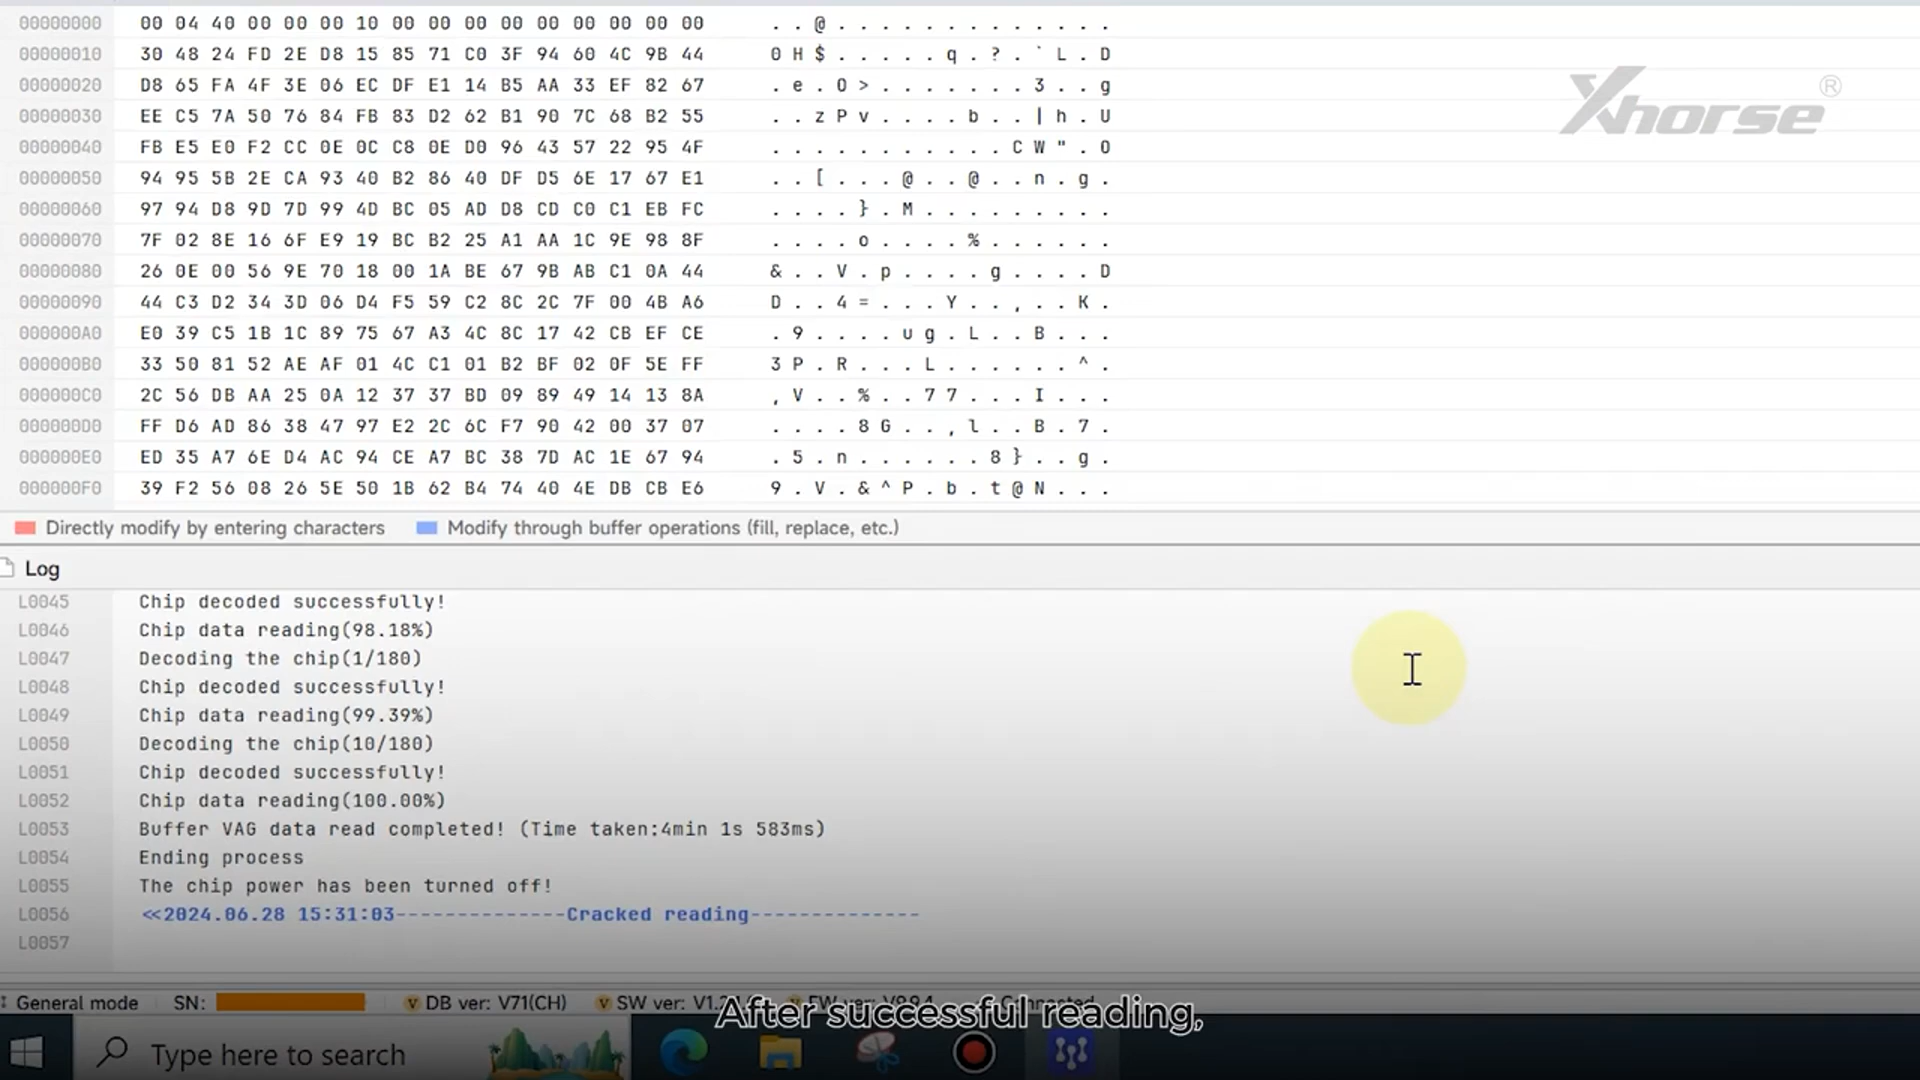 00000000 00 04 40 00 00 00 10 00 00 00 00 00 00 00 00 00 . . @ . . . . . . . . . . . . .
00000010 30 48 24 FD 2E D8 15 85 71 C0 3F 94 60 4C 9B 44 0 H $ . . . . . q . ? . ` L . D
00000020 D8 65 FA 4F 3E 06 EC DF E1 14 B5 AA 33 EF 82 67 . e . O > . . . . . . . 3 . . g
00000030 EE C5 7A 50 76 84 FB 83 D2 62 B1 90 7C 68 B2 55 . . z P v . . . . b . . | h . U
00000040 FB E5 E0 F2 CC 0E 0C C8 0E D0 96 43 57 22 95 4F . . . . . . . . . . . C W " . O
00000050 94 95 5B 2E CA 93 40 B2 86 40 DF D5 6E 17 67 E1 . . [ . . . @ . . @ . . n . g .
00000060 97 94 D8 9D 7D 99 4D BC 05 AD D8 CD C0 C1 EB FC . . . . } . M . . . . . . . . .
00000070 7F 02 8E 16 6F E9 19 BC B2 25 A1 AA 1C 9E 98 8F . . . . o . . . . % . . . . . .
00000080 26 0E 00 56 9E 70 18 00 1A BE 67 9B AB C1 0A 44 & . . V . p . . . . g . . . . D
00000090 44 C3 D2 34 3D 06 D4 F5 59 C2 8C 2C 7F 00 4B A6 D . . 4 = . . . Y . . , . . K .
000000A0 E0 39 C5 1B 1C 89 75 67 A3 4C 8C 17 42 CB EF CE . 9 . . . . u g . L . . B . . .
000000B0 33 50 81 52 AE AF 01 4C C1 01 B2 BF 02 0F 5E FF 3 P . R . . . L . . . . . . ^ .
000000C0 2C 56 DB AA 25 0A 12 37 37 BD 09 89 49 14 13 8A , V . . % . . 7 7 . . . I . . .
000000D0 FF D6 AD 86 38 47 97 E2 2C 6C F7 90 42 00 37 07 . . . . 8 G . . , l . . B . 7 .
000000E0 ED 35 A7 6E D4 AC 94 CE A7 BC 38 7D AC 1E 67 94 . 5 . n . . . . . . 8 } . . g .
000000F0 39 F2 56 08 26 5E 50 1B 62 B4 74 40 4E DB CB E6 9 . V . & ^ P . b . t @ N . . .
Xhorse®
Directly modify by entering characters Modify through buffer operations (fill, replace, etc.)
Log
L0045 Chip decoded successfully!
L0046 Chip data reading(98.18%)
L0047 Decoding the chip(1/180)
L0048 Chip decoded successfully!
L0049 Chip data reading(99.39%)
L0050 Decoding the chip(10/180)
L0051 Chip decoded successfully!
L0052 Chip data reading(100.00%)
L0053 Buffer VAG data read completed! (Time taken:4min 1s 583ms)
L0054 Ending process
L0055 The chip power has been turned off!
L0056 <<2024.06.28 15:31:03--------------Cracked reading--------------
L0057
General mode SN: DB ver: V71(CH) SW ver: Connected
After successful reading,
Type here to search